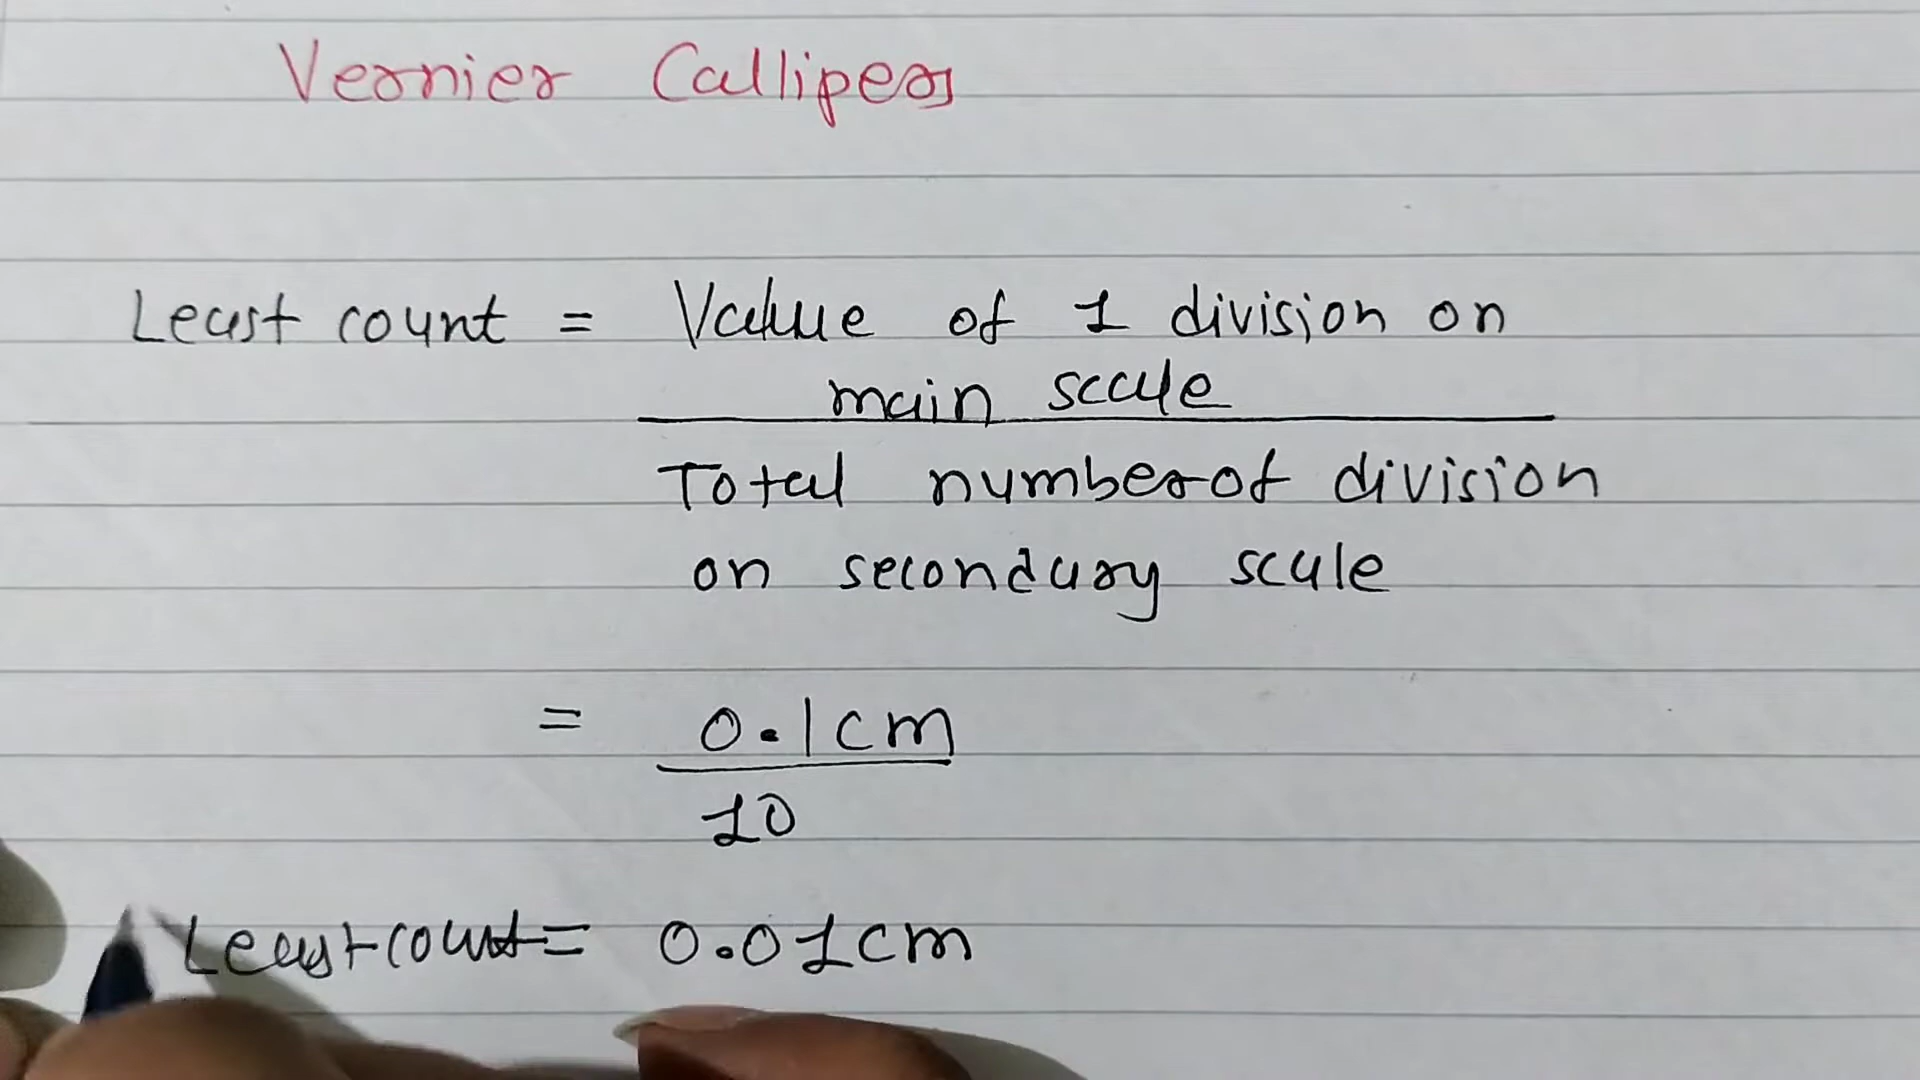 Vernier Callipers
Least count = Value of 1 division on
main scale
Total number of division
on secondary scale
= 0.1cm
10
Least count = 0.01cm